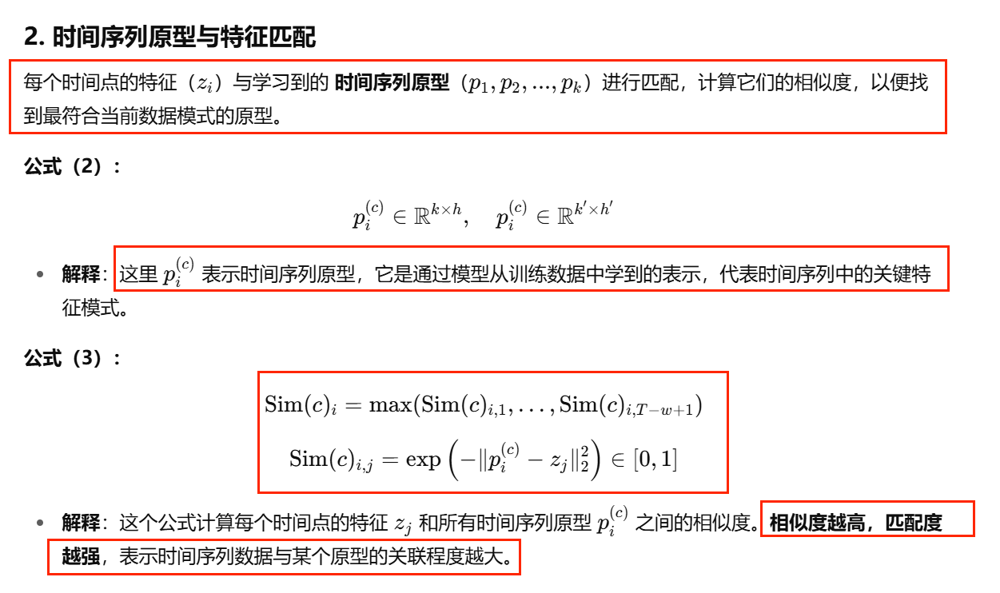 2. 时间序列原型与特征匹配
每个时间点的特征（$z_i$）与学习到的 时间序列原型（$p_1, p_2, ..., p_k$）进行匹配，计算它们的相似度，以便找
到最符合当前数据模式的原型。
公式（2）：
$p_i^{(c)} \in \mathbb{R}^{k \times h}, \quad p_i^{(c)} \in \mathbb{R}^{k' \times h'}$
• 解释：这里 $p_i^{(c)}$ 表示时间序列原型，它是通过模型从训练数据中学到的表示，代表时间序列中的关键特
征模式。
公式（3）：
$\text{Sim}(c)_i = \max(\text{Sim}(c)_{i,1}, \ldots, \text{Sim}(c)_{i,T-w+1})$
$\text{Sim}(c)_{i,j} = \exp\left(-\|p_i^{(c)} - z_j\|_2^2\right) \in [0, 1]$
• 解释：这个公式计算每个时间点的特征 $z_j$ 和所有时间序列原型 $p_i^{(c)}$ 之间的相似度。相似度越高，匹配度
越强，表示时间序列数据与某个原型的关联程度越大。